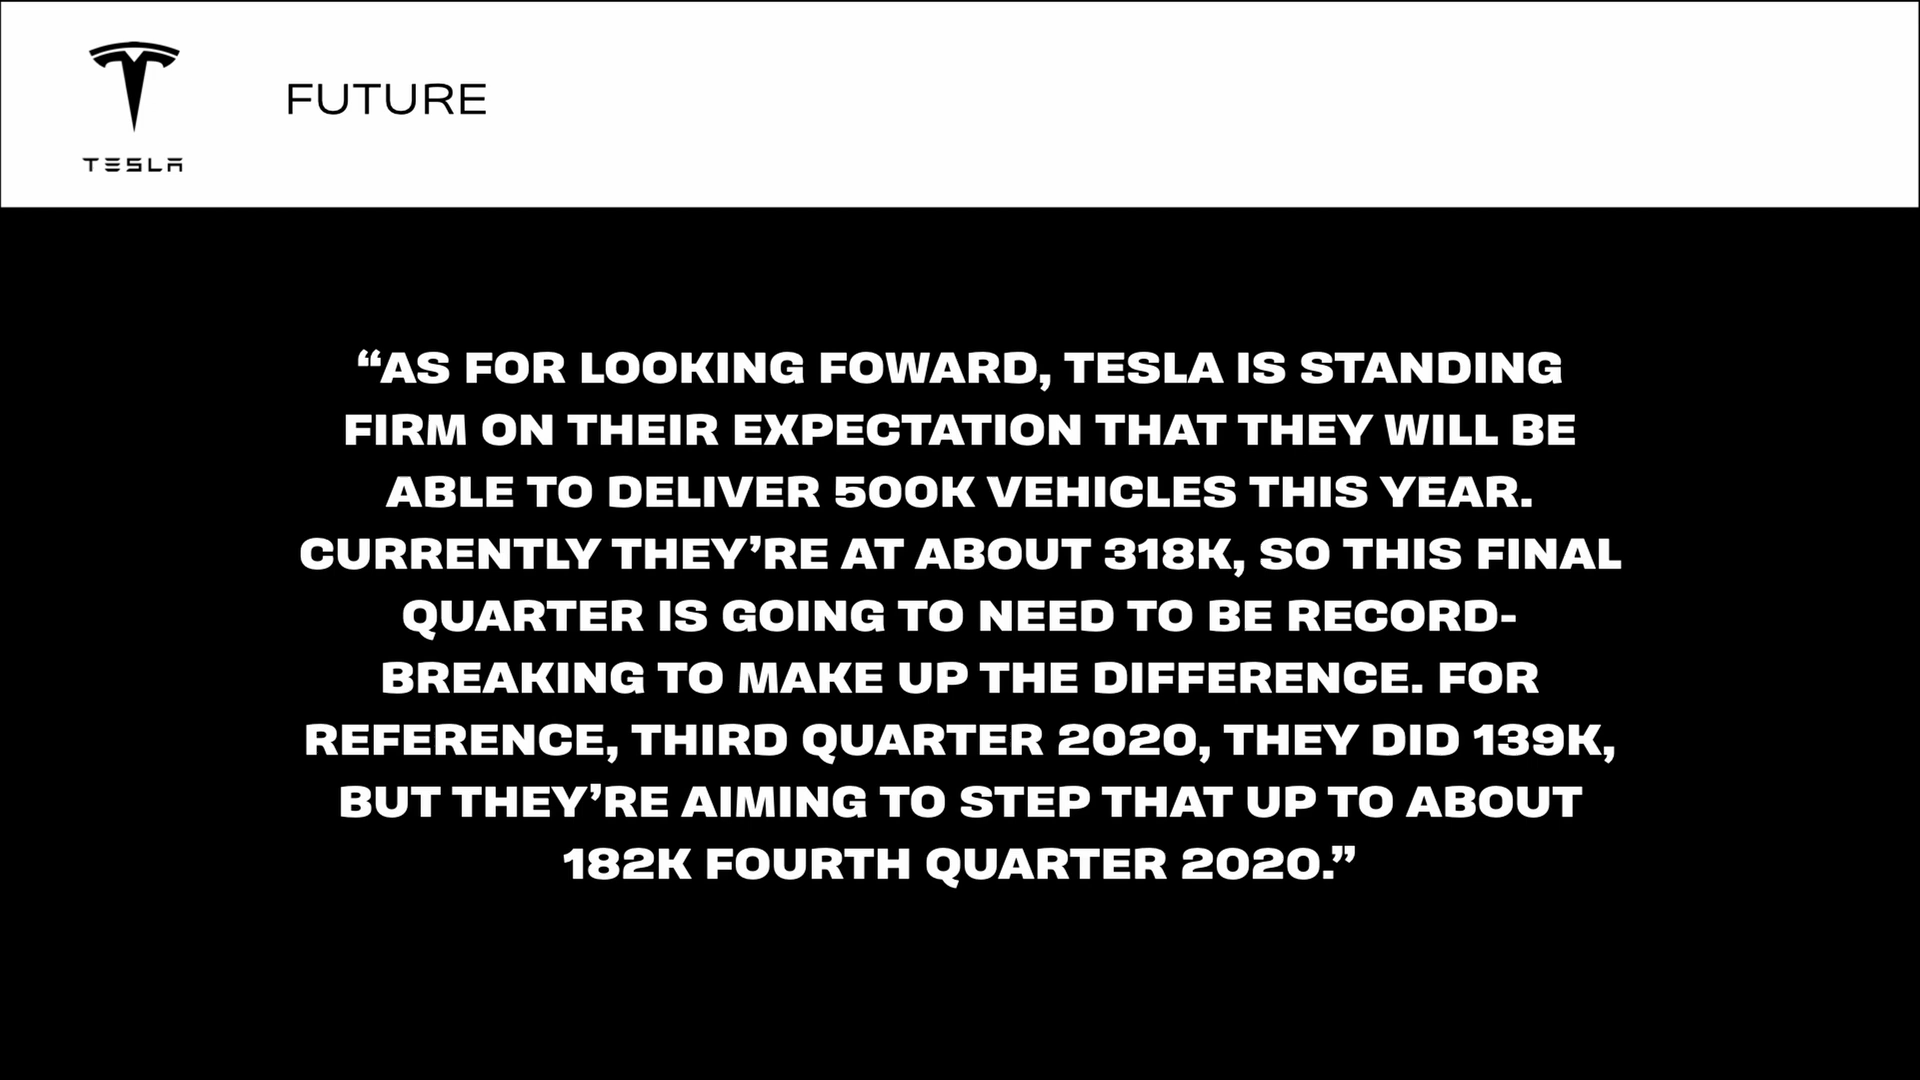 TESLA
FUTURE
“AS FOR LOOKING FOWARD, TESLA IS STANDING
FIRM ON THEIR EXPECTATION THAT THEY WILL BE
ABLE TO DELIVER 500K VEHICLES THIS YEAR.
CURRENTLY THEY’RE AT ABOUT 318K, SO THIS FINAL
QUARTER IS GOING TO NEED TO BE RECORD-
BREAKING TO MAKE UP THE DIFFERENCE. FOR
REFERENCE, THIRD QUARTER 2020, THEY DID 139K,
BUT THEY’RE AIMING TO STEP THAT UP TO ABOUT
182K FOURTH QUARTER 2020.”